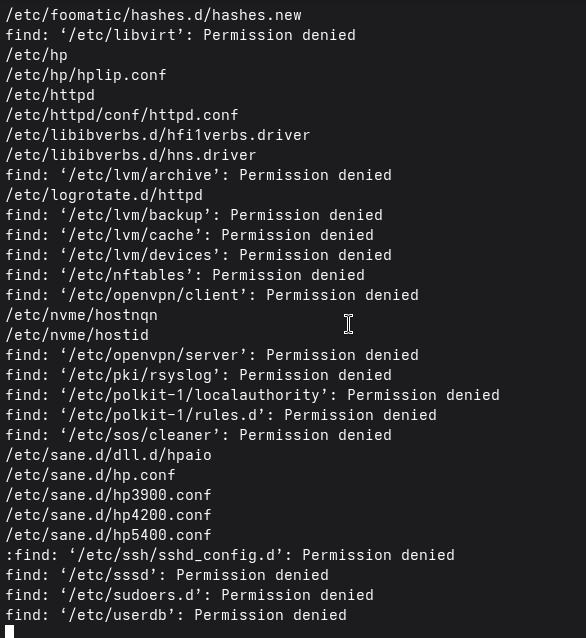 /etc/foomatic/hashes.d/hashes.new
find: ‘/etc/libvirt’: Permission denied
/etc/hp
/etc/hp/hplip.conf
/etc/httpd
/etc/httpd/conf/httpd.conf
/etc/libibverbs.d/hfi1verbs.driver
/etc/libibverbs.d/hns.driver
find: ‘/etc/lvm/archive’: Permission denied
/etc/logrotate.d/httpd
find: ‘/etc/lvm/backup’: Permission denied
find: ‘/etc/lvm/cache’: Permission denied
find: ‘/etc/lvm/devices’: Permission denied
find: ‘/etc/nftables’: Permission denied
find: ‘/etc/openvpn/client’: Permission denied
/etc/nvme/hostnqn
/etc/nvme/hostid
find: ‘/etc/openvpn/server’: Permission denied
find: ‘/etc/pki/rsyslog’: Permission denied
find: ‘/etc/polkit-1/localauthority’: Permission denied
find: ‘/etc/polkit-1/rules.d’: Permission denied
find: ‘/etc/sos/cleaner’: Permission denied
/etc/sane.d/dll.d/hpaio
/etc/sane.d/hp.conf
/etc/sane.d/hp3900.conf
/etc/sane.d/hp4200.conf
/etc/sane.d/hp5400.conf
:find: ‘/etc/ssh/sshd_config.d’: Permission denied
find: ‘/etc/sssd’: Permission denied
find: ‘/etc/sudoers.d’: Permission denied
find: ‘/etc/userdb’: Permission denied